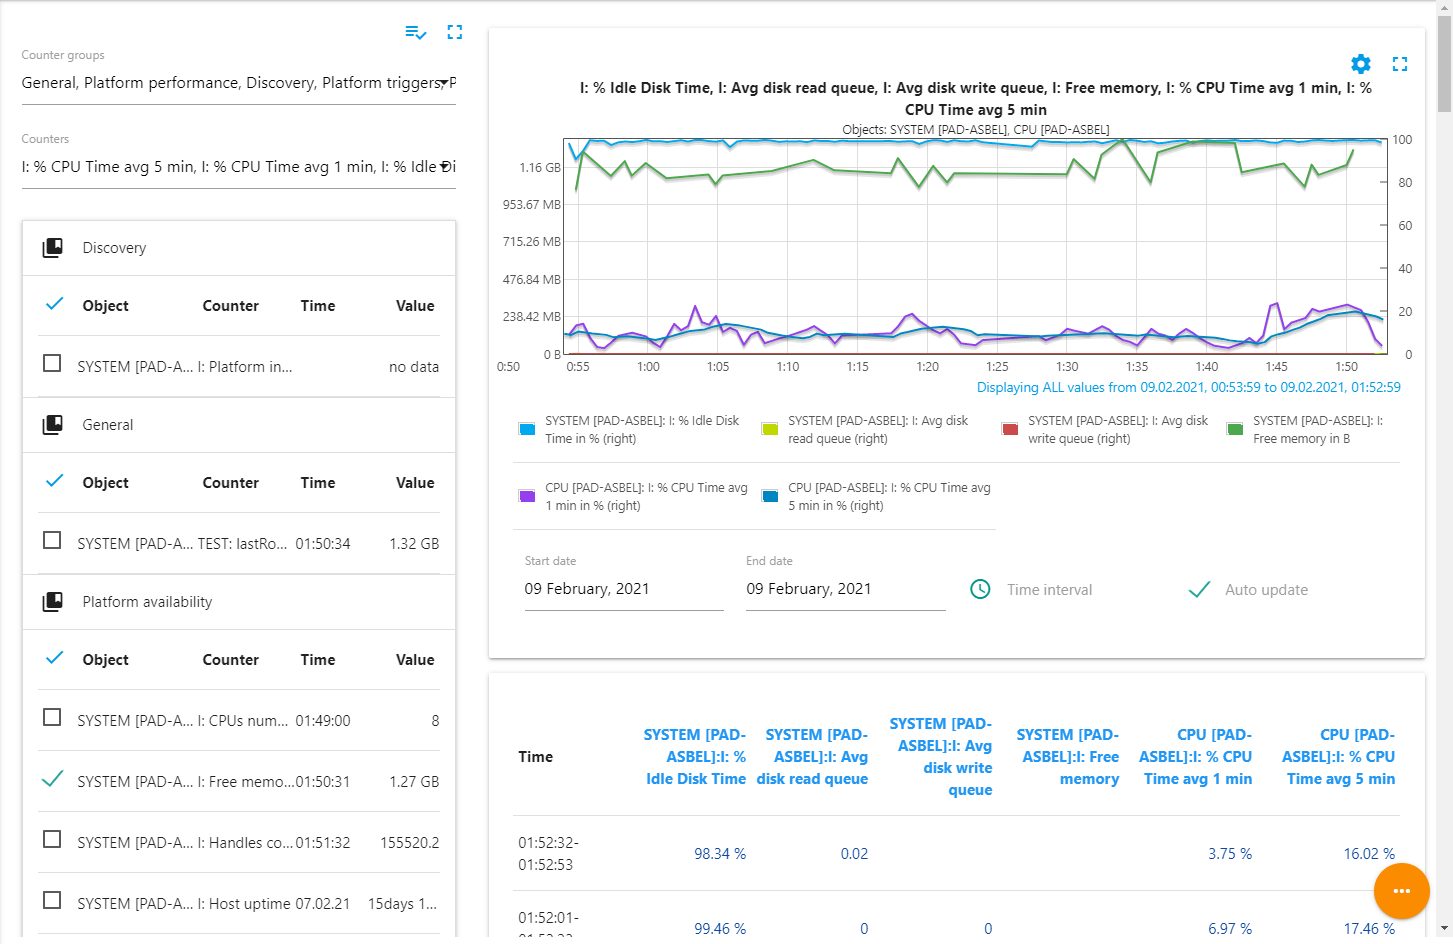 Counter groups
General, Platform performance, Discovery, Platform triggers, P
Counters
I: % CPU Time avg 5 min, I: % CPU Time avg 1 min, I: % Idle Di
Discovery
Object Counter Time Value
SYSTEM [PAD-A... I: Platform in... no data
General
Object Counter Time Value
SYSTEM [PAD-A... TEST: lastRo... 01:50:34 1.32 GB
Platform availability
Object Counter Time Value
SYSTEM [PAD-A... I: CPUs num... 01:49:00 8
SYSTEM [PAD-A... I: Free memo... 01:50:31 1.27 GB
SYSTEM [PAD-A... I: Handles co... 01:51:32 155520.2
SYSTEM [PAD-A... I: Host uptime 07.02.21 15days 1...
I: % Idle Disk Time, I: Avg disk read queue, I: Avg disk write queue, I: Free memory, I: % CPU Time avg 1 min, I: %
CPU Time avg 5 min
Objects: SYSTEM [PAD-ASBEL], CPU [PAD-ASBEL]
100
1.16 GB
80
953.67 MB
60
715.26 MB
40
476.84 MB
20
238.42 MB
0 B
0
0:50 0:55 1:00 1:05 1:10 1:15 1:20 1:25 1:30 1:35 1:40 1:45 1:50
Displaying ALL values from 09.02.2021, 00:53:59 to 09.02.2021, 01:52:59
SYSTEM [PAD-ASBEL]: I: % Idle Disk
Time in % (right)
SYSTEM [PAD-ASBEL]: I: Avg disk
read queue (right)
SYSTEM [PAD-ASBEL]: I: Avg disk
write queue (right)
SYSTEM [PAD-ASBEL]: I:
Free memory in B
CPU [PAD-ASBEL]: I: % CPU Time avg
1 min in % (right)
CPU [PAD-ASBEL]: I: % CPU Time avg
5 min in % (right)
Start date
09 February, 2021
End date
09 February, 2021
Time interval
Auto update
Time
SYSTEM [PAD-
ASBEL]:I: %
Idle Disk Time
SYSTEM [PAD-
ASBEL]:I: Avg
disk read queue
SYSTEM [PAD-
ASBEL]:I: Avg
disk write
queue
SYSTEM [PAD-
ASBEL]:I: Free
memory
CPU [PAD-
ASBEL]:I: % CPU
Time avg 1 min
CPU [PAD-
ASBEL]:I: % CPU
Time avg 5 min
01:52:32-
01:52:53
98.34 % 0.02 3.75 % 16.02 %
01:52:01-
99.46 % 0 0 6.97 % 17.46 %